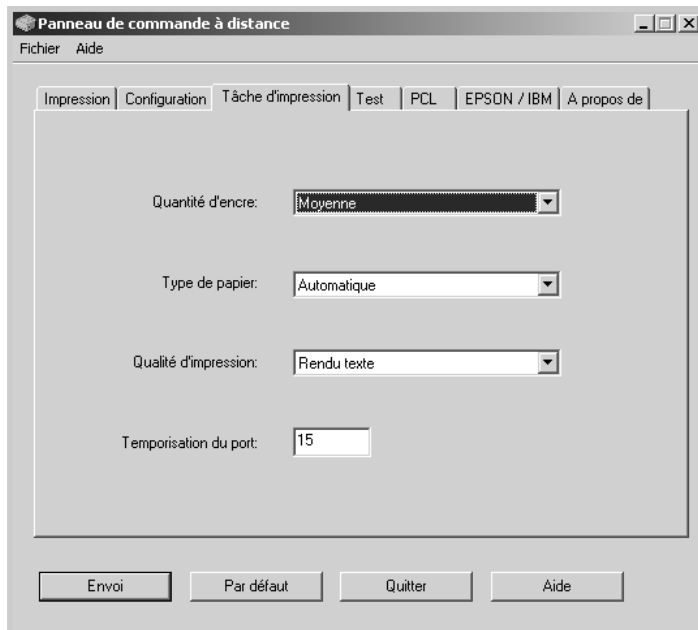 Panneau de commande à distance
Fichier Aide
Impression Configuration Tâche d'impression Test PCL EPSON / IBM A propos de
Quantité d'encre: Moyenne
Type de papier: Automatique
Qualité d'impression: Rendu texte
Temporisation du port: 15
Envoi Par défaut Quitter Aide